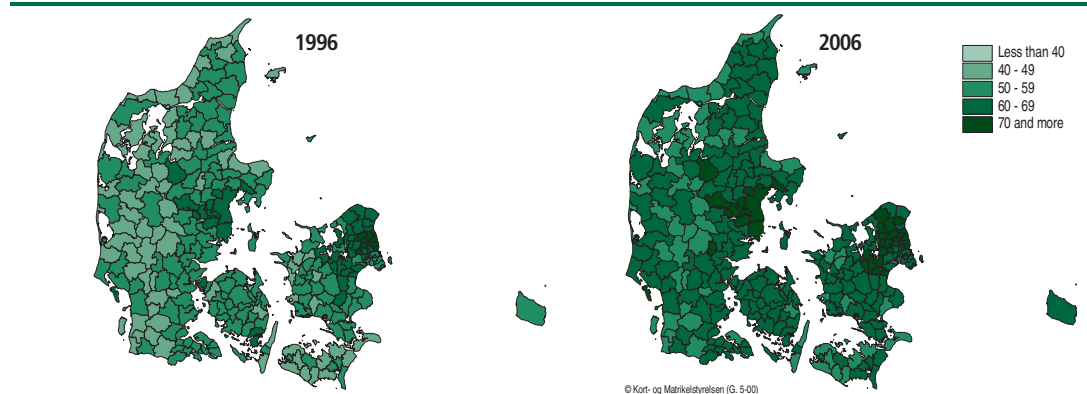 1996
2006
Less than 40
40 - 49
50 - 59
60 - 69
70 and more
© Kort- og Matrikelstyrelsen (G. 5-00)